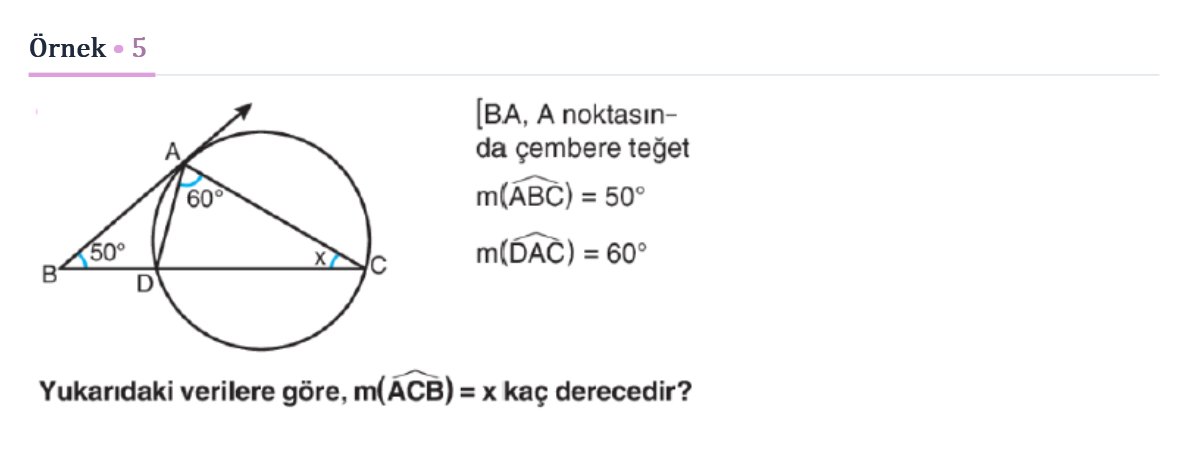 Örnek • 5
[BA, A noktasın-
da çembere teğet
A
60°
m(ABC) = 50°
50°
m(DAC) = 60°
B
x
C
D
Yukarıdaki verilere göre, m(ACB) = x kaç derecedir?